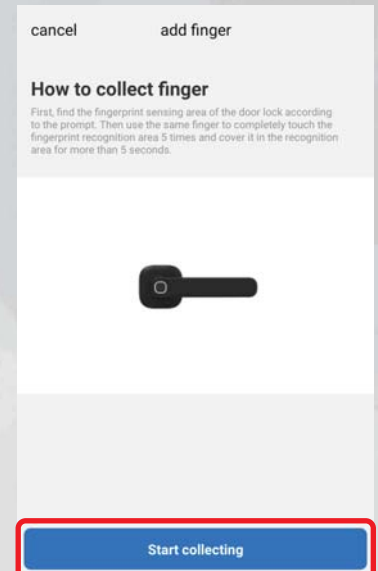 cancel add finger
How to collect finger
First, find the fingerprint sensing area of the door lock according
to the prompt. Then use the same finger to completely touch the
fingerprint recognition area 5 times and cover it in the recognition
area for more than 5 seconds.
Start collecting